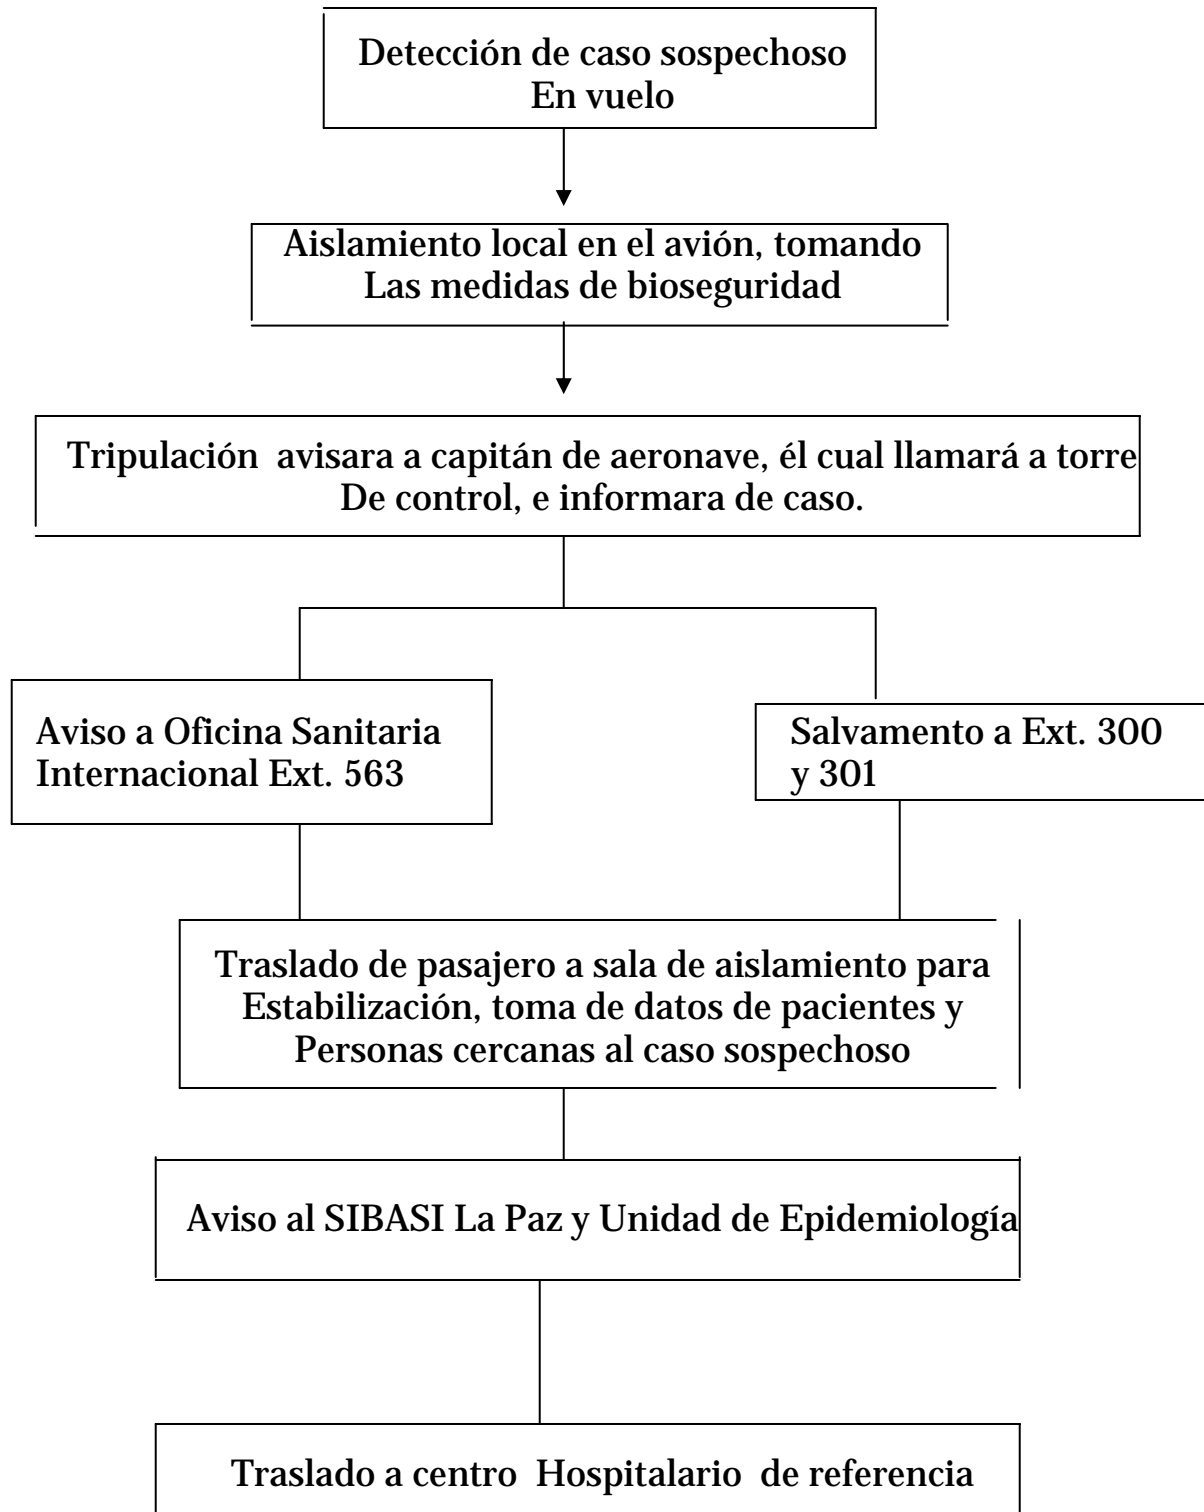 Detección de caso sospechoso
En vuelo
Aislamiento local en el avión, tomando
Las medidas de bioseguridad
Tripulación  avisara a capitán de aeronave, él cual llamará a torre
De control, e informara de caso.
Aviso a Oficina Sanitaria
Internacional Ext. 563
Salvamento a Ext. 300
y 301
Traslado de pasajero a sala de aislamiento para
Estabilización, toma de datos de pacientes y
Personas cercanas al caso sospechoso
Aviso al SIBASI La Paz y Unidad de Epidemiología
Traslado a centro  Hospitalario  de referencia